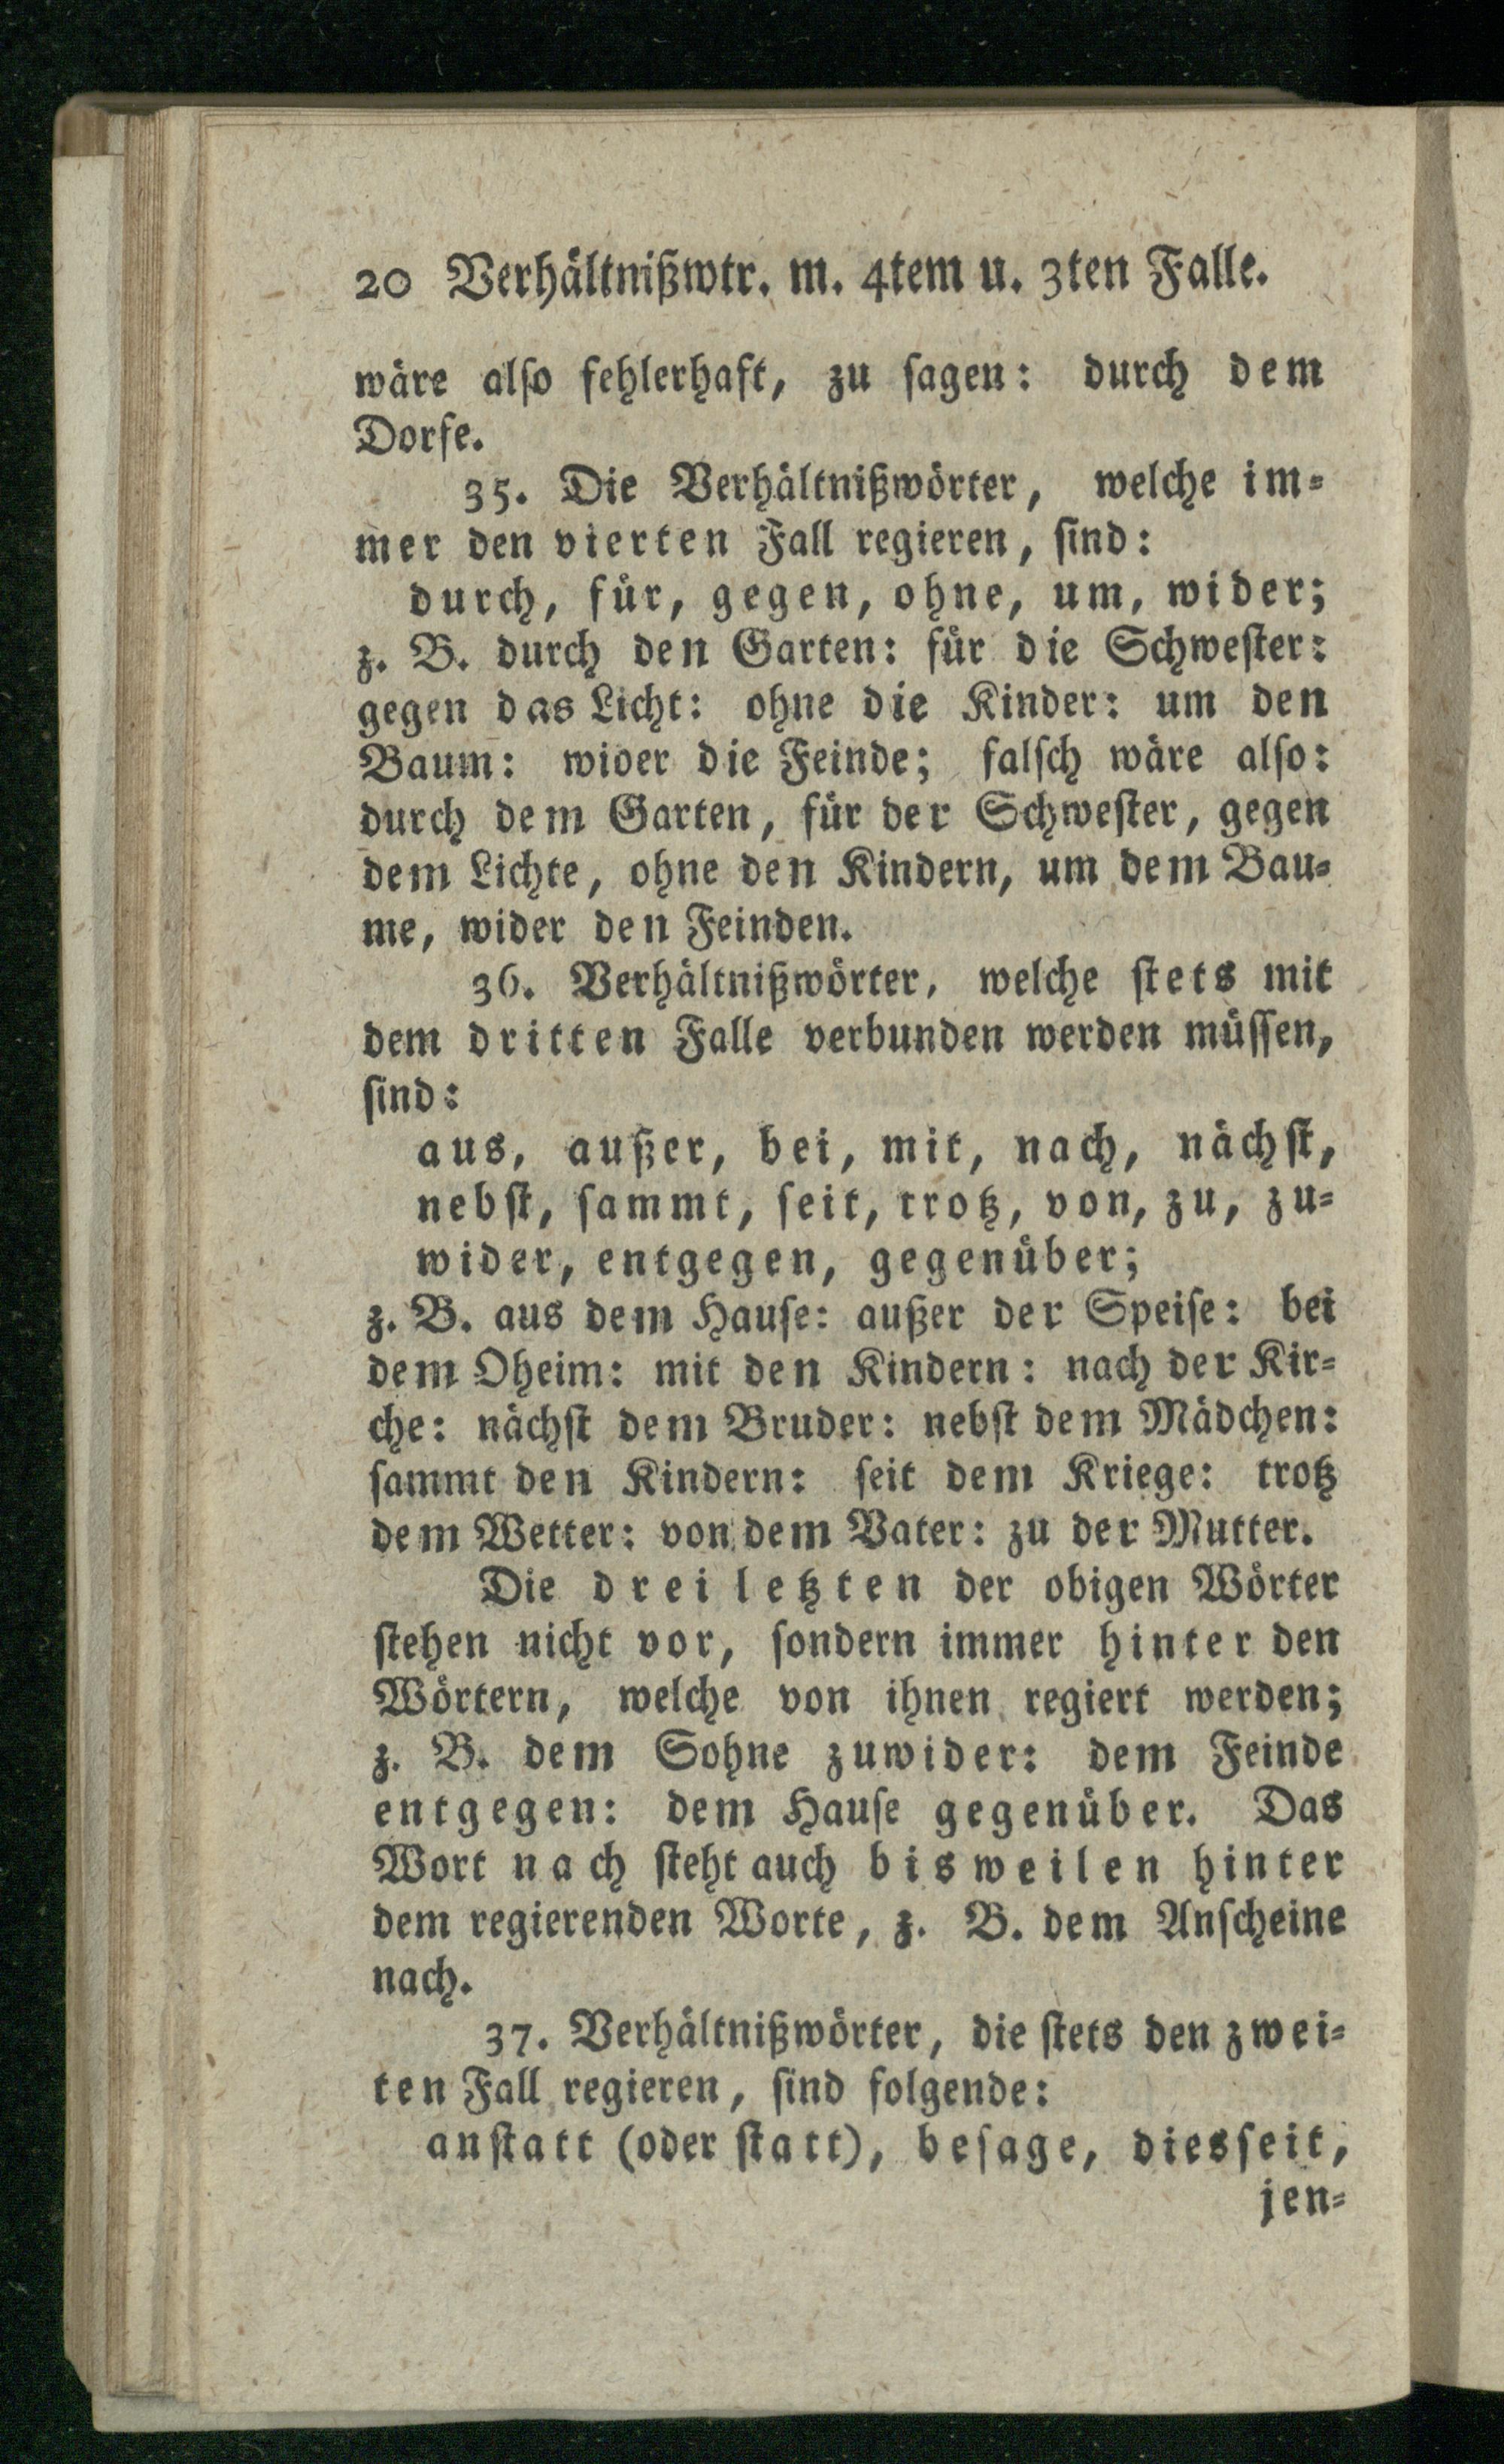 20 Verhältnißwtr. m. 4tem u. 3ten Falle.
wäre alſo fehlerhaft, zu ſagen: durch dem
Dorfe.
35. Die Verhältnißwörter, welche im-
mer den vierten Fall regieren, ſind:
durch, für, gegen, ohne, um, wider;
z. B. durch den Garten: für die Schweſter:
gegen das Licht: ohne die Kinder: um den
Baum: wider die Feinde; falſch wäre alſo:
durch dem Garten, für der Schweſter, gegen
dem Lichte, ohne den Kindern, um dem Bau-
me, wider den Feinden.
36. Verhältnißwörter, welche ſtets mit
dem dritten Falle verbunden werden müſſen,
ſind:
aus, außer, bei, mit, nach, nächſt,
nebſt, ſammt, ſeit, trotz, von, zu, zu-
wider, entgegen, gegenüber;
z. B. aus dem Hauſe: außer der Speiſe: bei
dem Oheim: mit den Kindern: nach der Kir-
che: nächſt dem Bruder: nebſt dem Mädchen:
ſammt den Kindern: ſeit dem Kriege: trotz
dem Wetter: von dem Vater: zu der Mutter.
Die drei letzten der obigen Wörter
ſtehen nicht vor, ſondern immer hinter den
Wörtern, welche von ihnen regiert werden;
z. B. dem Sohne zuwider: dem Feinde
entgegen: dem Hauſe gegenüber. Das
Wort nach ſteht auch bisweilen hinter
dem regierenden Worte, z. B. dem Anſcheine
nach.
37. Verhältnißwörter, die ſtets den zwei-
ten Fall regieren, ſind folgende:
anſtatt (oder ſtatt), beſage, diesſeit,
jen-